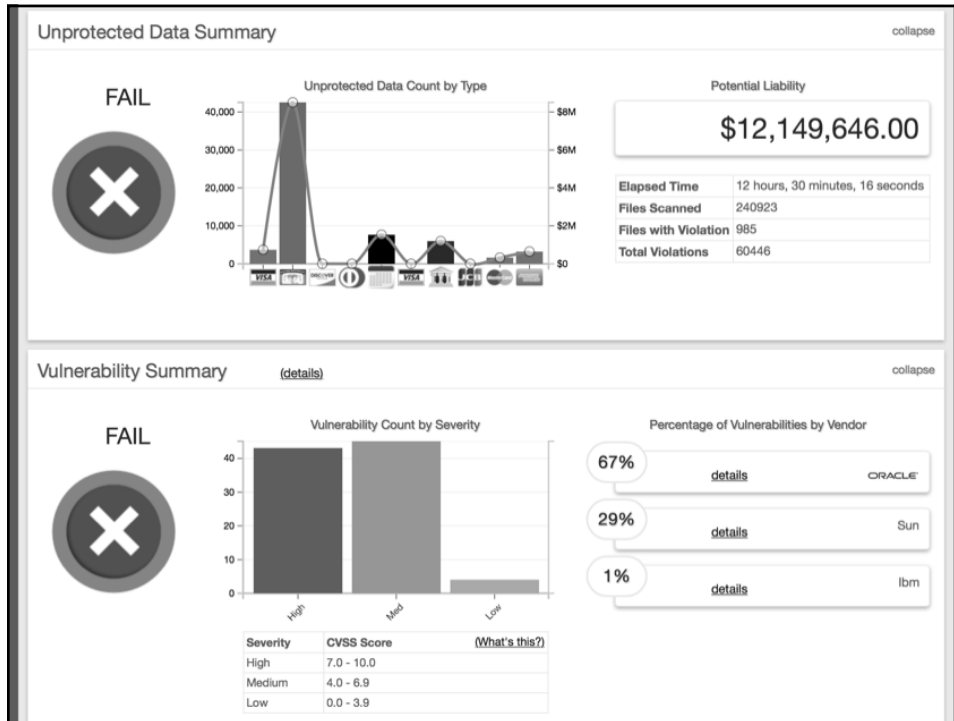 Unprotected Data Summary
collapse
FAIL
Unprotected Data Count by Type
40,000
30,000
20,000
10,000
0
$8M
$6M
$4M
$2M
$0
VISA
DISCOVER
VISA
JCB
MasterCard
Potential Liability
$12,149,646.00
Elapsed Time 12 hours, 30 minutes, 16 seconds
Files Scanned 240923
Files with Violation 985
Total Violations 60446
Vulnerability Summary (details)
collapse
FAIL
Vulnerability Count by Severity
40
30
20
10
0
High
Med
Low
Severity CVSS Score (What's this?)
High 7.0 - 10.0
Medium 4.0 - 6.9
Low 0.0 - 3.9
Percentage of Vulnerabilities by Vendor
67% details ORACLE
29% details Sun
1% details Ibm